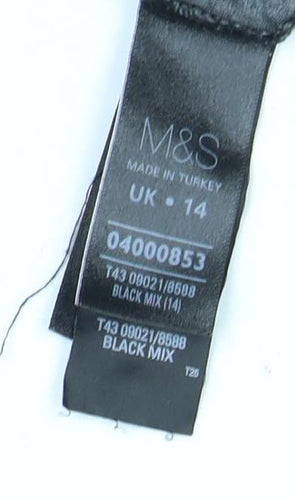 M&S
MADE IN TURKEY
UK • 14
04000853
T43 09021/8588
BLACK MIX (14)
T43 09021/8588
BLACK MIX
T26